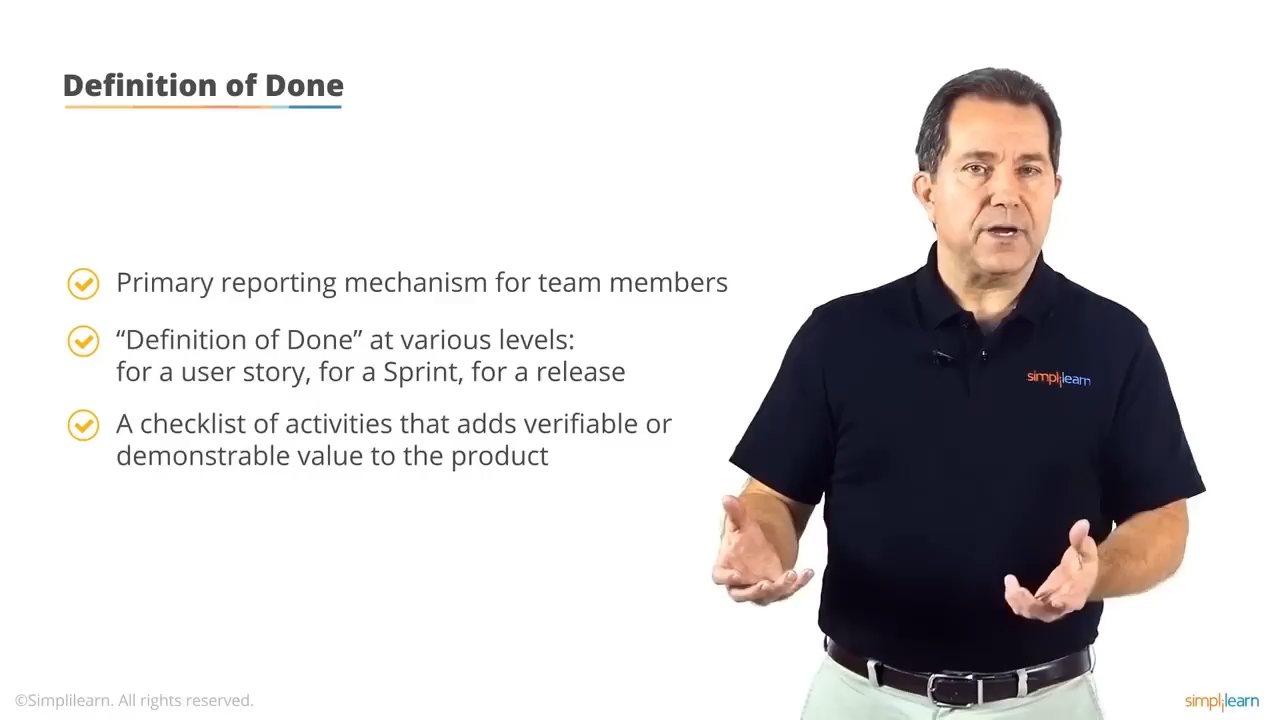 Definition of Done
Primary reporting mechanism for team members
“Definition of Done” at various levels:
for a user story, for a Sprint, for a release
A checklist of activities that adds verifiable or
demonstrable value to the product
simplilearn
©Simplilearn. All rights reserved.
simplilearn